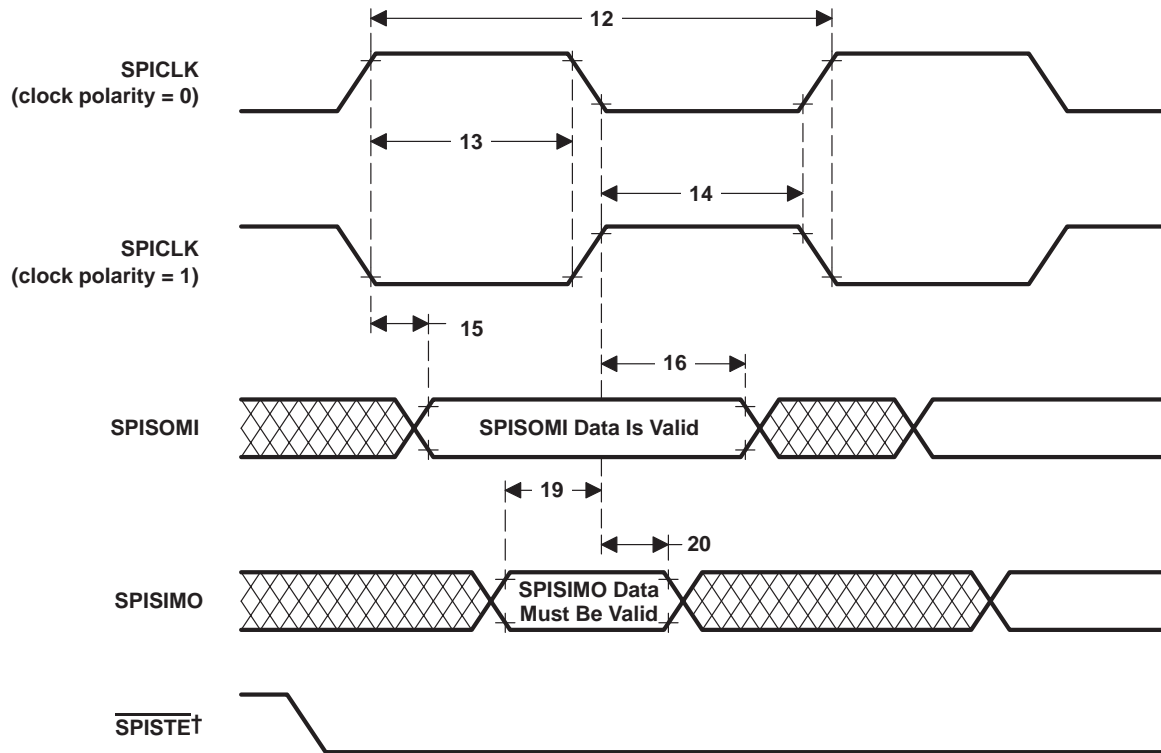 12
SPICLK
(clock polarity = 0)
13
14
SPICLK
(clock polarity = 1)
15
16
SPISOMI
SPISOMI Data Is Valid
19
20
SPISIMO
SPISIMO Data
Must Be Valid
SPISTE†